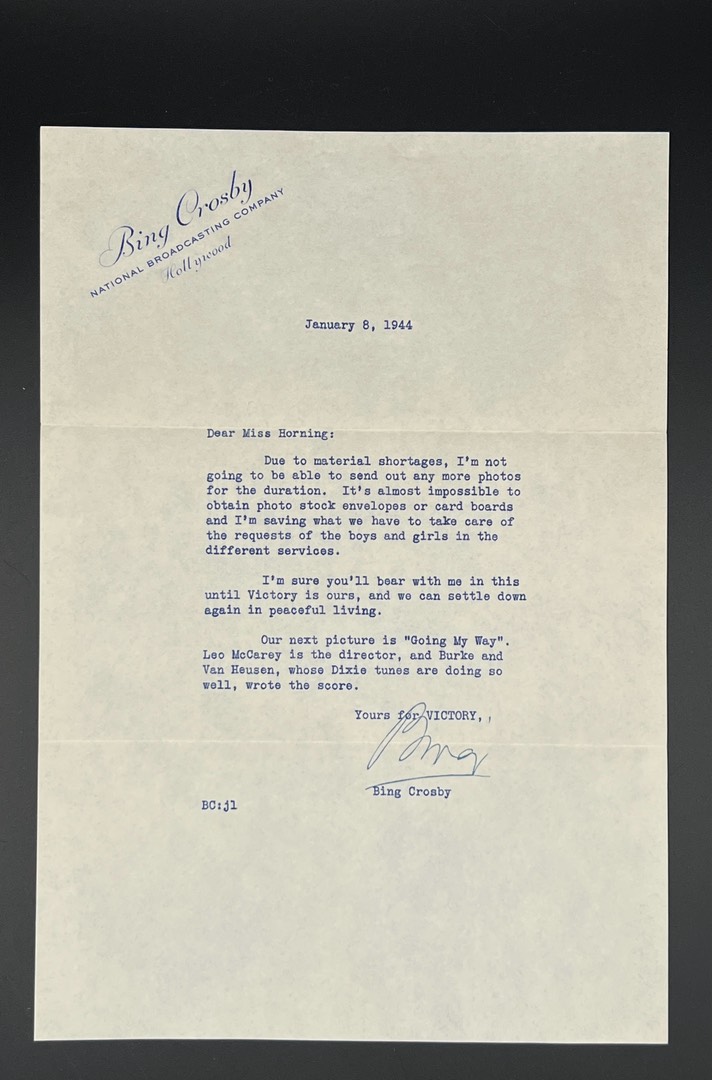 Bing Crosby
NATIONAL BROADCASTING COMPANY
Hollywood
January 8, 1944
Dear Miss Horning:
Due to material shortages, I'm not
going to be able to send out any more photos
for the duration. It's almost impossible to
obtain photo stock envelopes or card boards
and I'm saving what we have to take care of
the requests of the boys and girls in the
different services.
I'm sure you'll bear with me in this
until Victory is ours, and we can settle down
again in peaceful living.
Our next picture is "Going My Way".
Leo McCarey is the director, and Burke and
Van Heusen, whose Dixie tunes are doing so
well, wrote the score.
Yours for VICTORY,
Bing
Bing Crosby
BC:jl